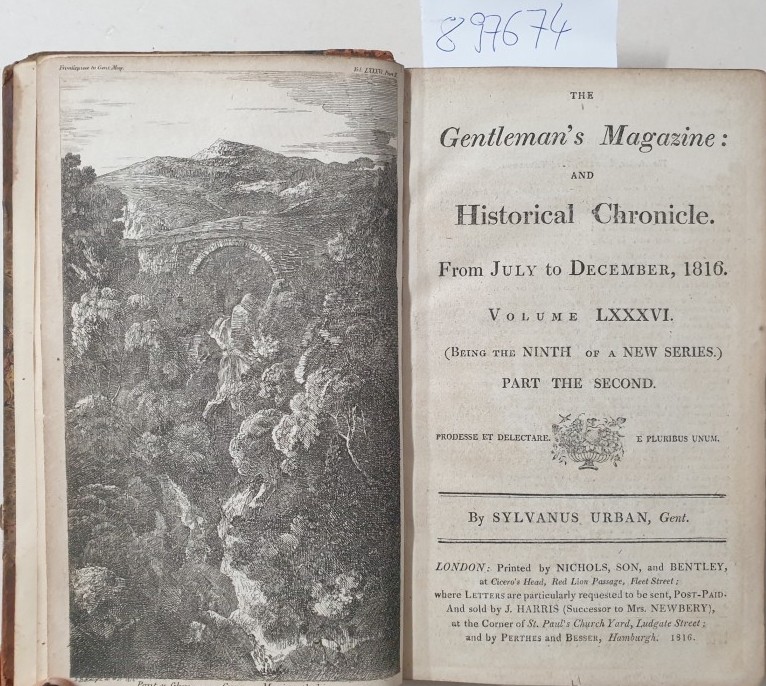 897674
Frontispiece to Gent. Mag.
Vol. LXXXVI. Part I
THE
Gentleman's Magazine:
AND
Historical Chronicle.
From JULY to DECEMBER, 1816.
VOLUME LXXXVI.
(BEING THE NINTH OF A NEW SERIES.)
PART THE SECOND.
PRODESSE ET DELECTARE. E PLURIBUS UNUM.
By SYLVANUS URBAN, Gent.
LONDON: Printed by NICHOLS, SON, and BENTLEY,
at Cicero's Head, Red Lion Passage, Fleet Street;
where LETTERS are particularly requested to be sent, POST-PAID.
And sold by J. HARRIS (Successor to Mrs. NEWBERY),
at the Corner of St. Paul's Church Yard, Ludgate Street;
and by PERTHES and BESSER, Hamburgh. 1816.